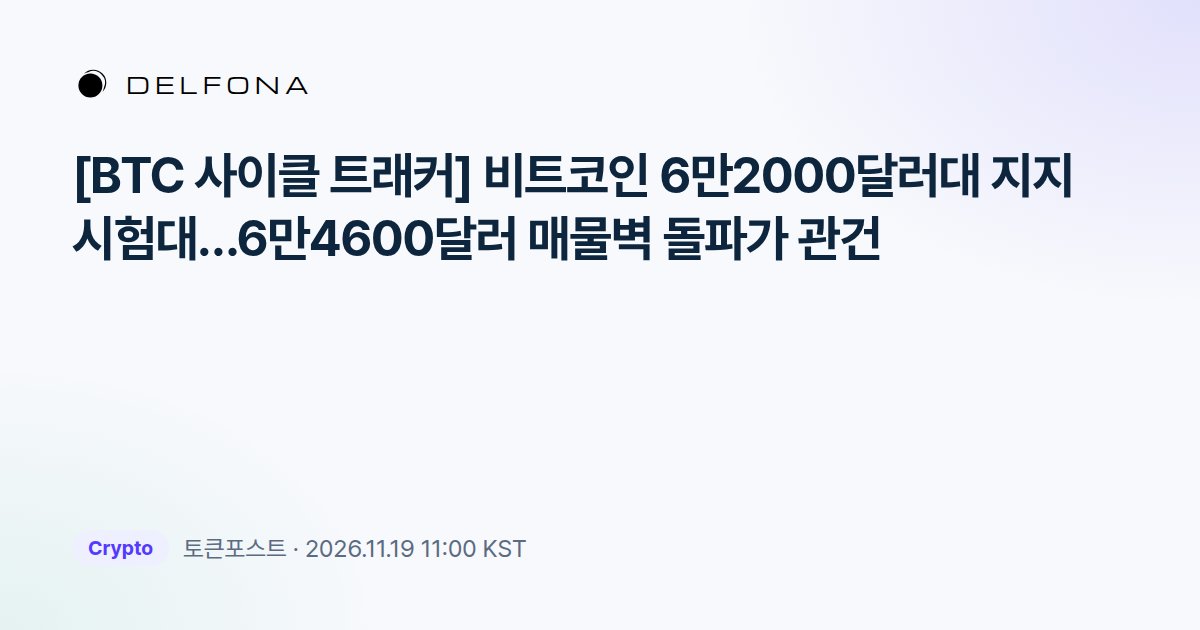 DELFONA
[BTC 사이클 트래커] 비트코인 6만2000달러대 지지
시험대…6만4600달러 매물벽 돌파가 관건
Crypto 토큰포스트 · 2026.11.19 11:00 KST